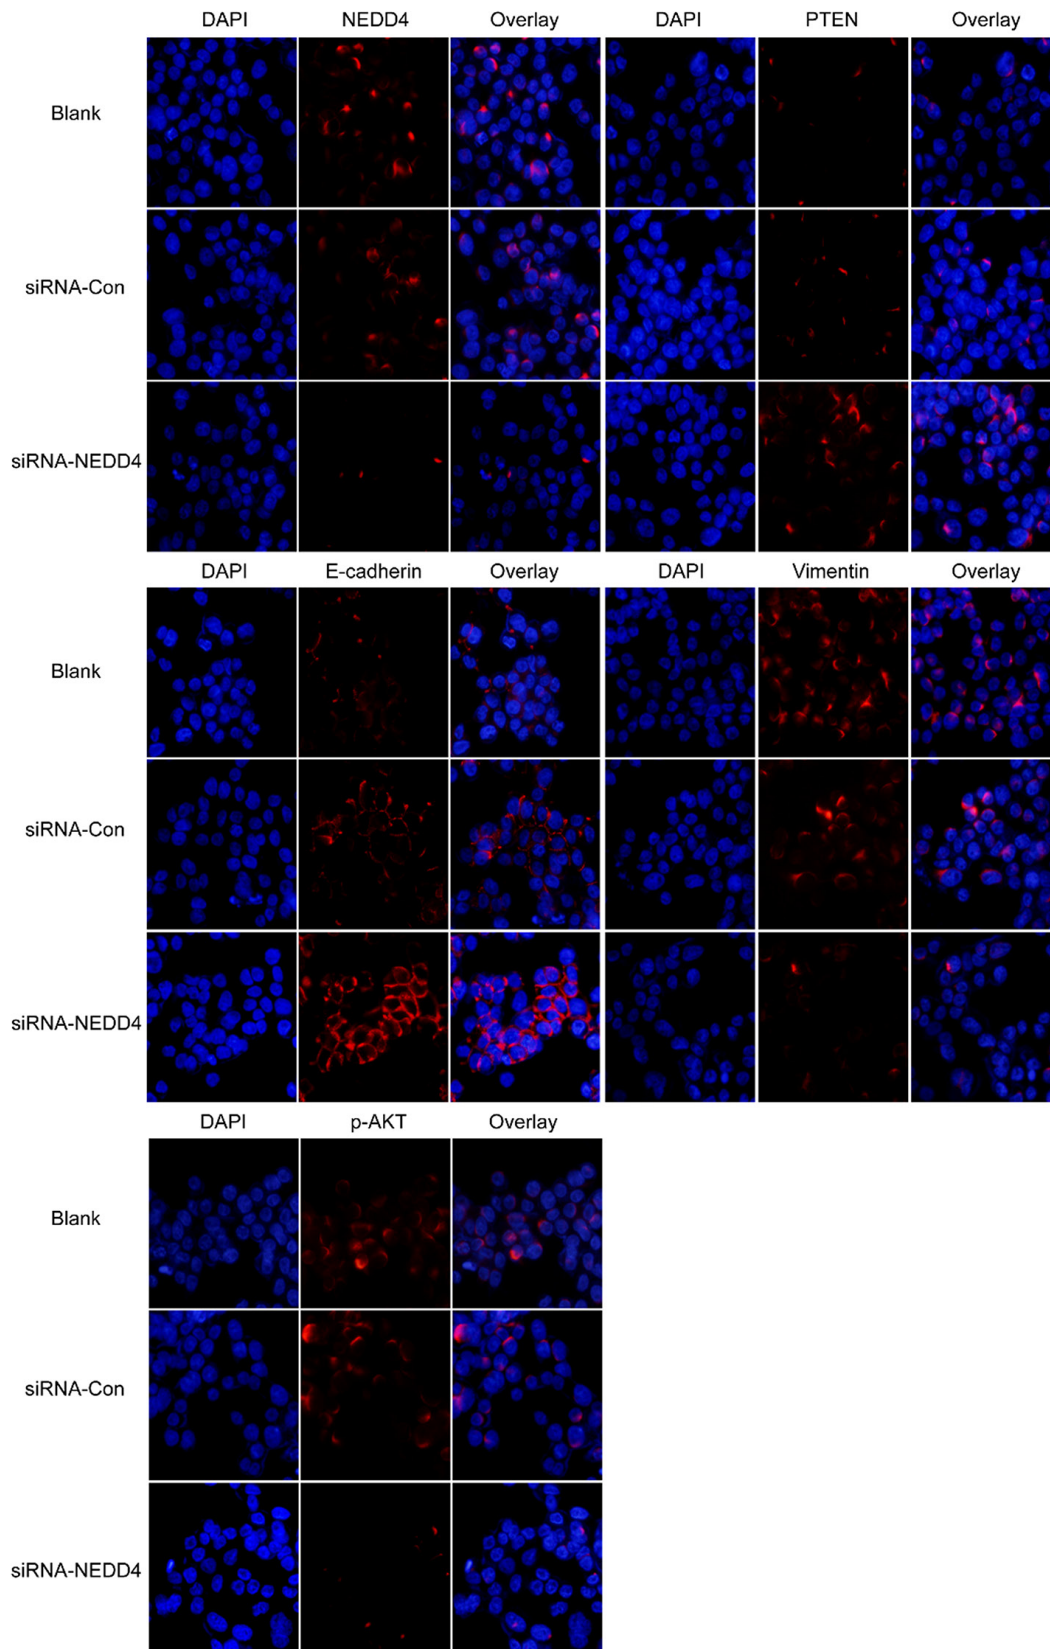 DAPI NEDD4 Overlay DAPI PTEN Overlay
Blank
siRNA-Con
siRNA-NEDD4
DAPI E-cadherin Overlay DAPI Vimentin Overlay
Blank
siRNA-Con
siRNA-NEDD4
DAPI p-AKT Overlay
Blank
siRNA-Con
siRNA-NEDD4